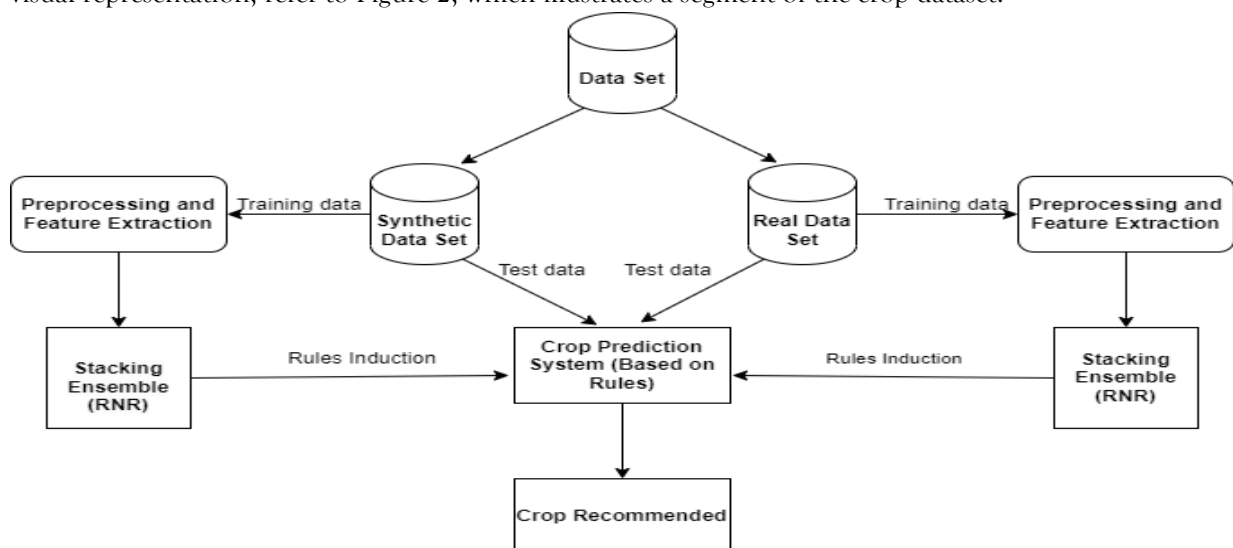 visual representation, refer to Figure 2, which illustrates a segment of the crop dataset.
Data Set
Preprocessing and
Feature Extraction
Training data
Synthetic
Data Set
Real Data
Set
Training data
Preprocessing and
Feature Extraction
Test data
Test data
Stacking
Ensemble
(RNR)
Rules Induction
Crop Prediction
System (Based on
Rules)
Rules Induction
Stacking
Ensemble
(RNR)
Crop Recommended